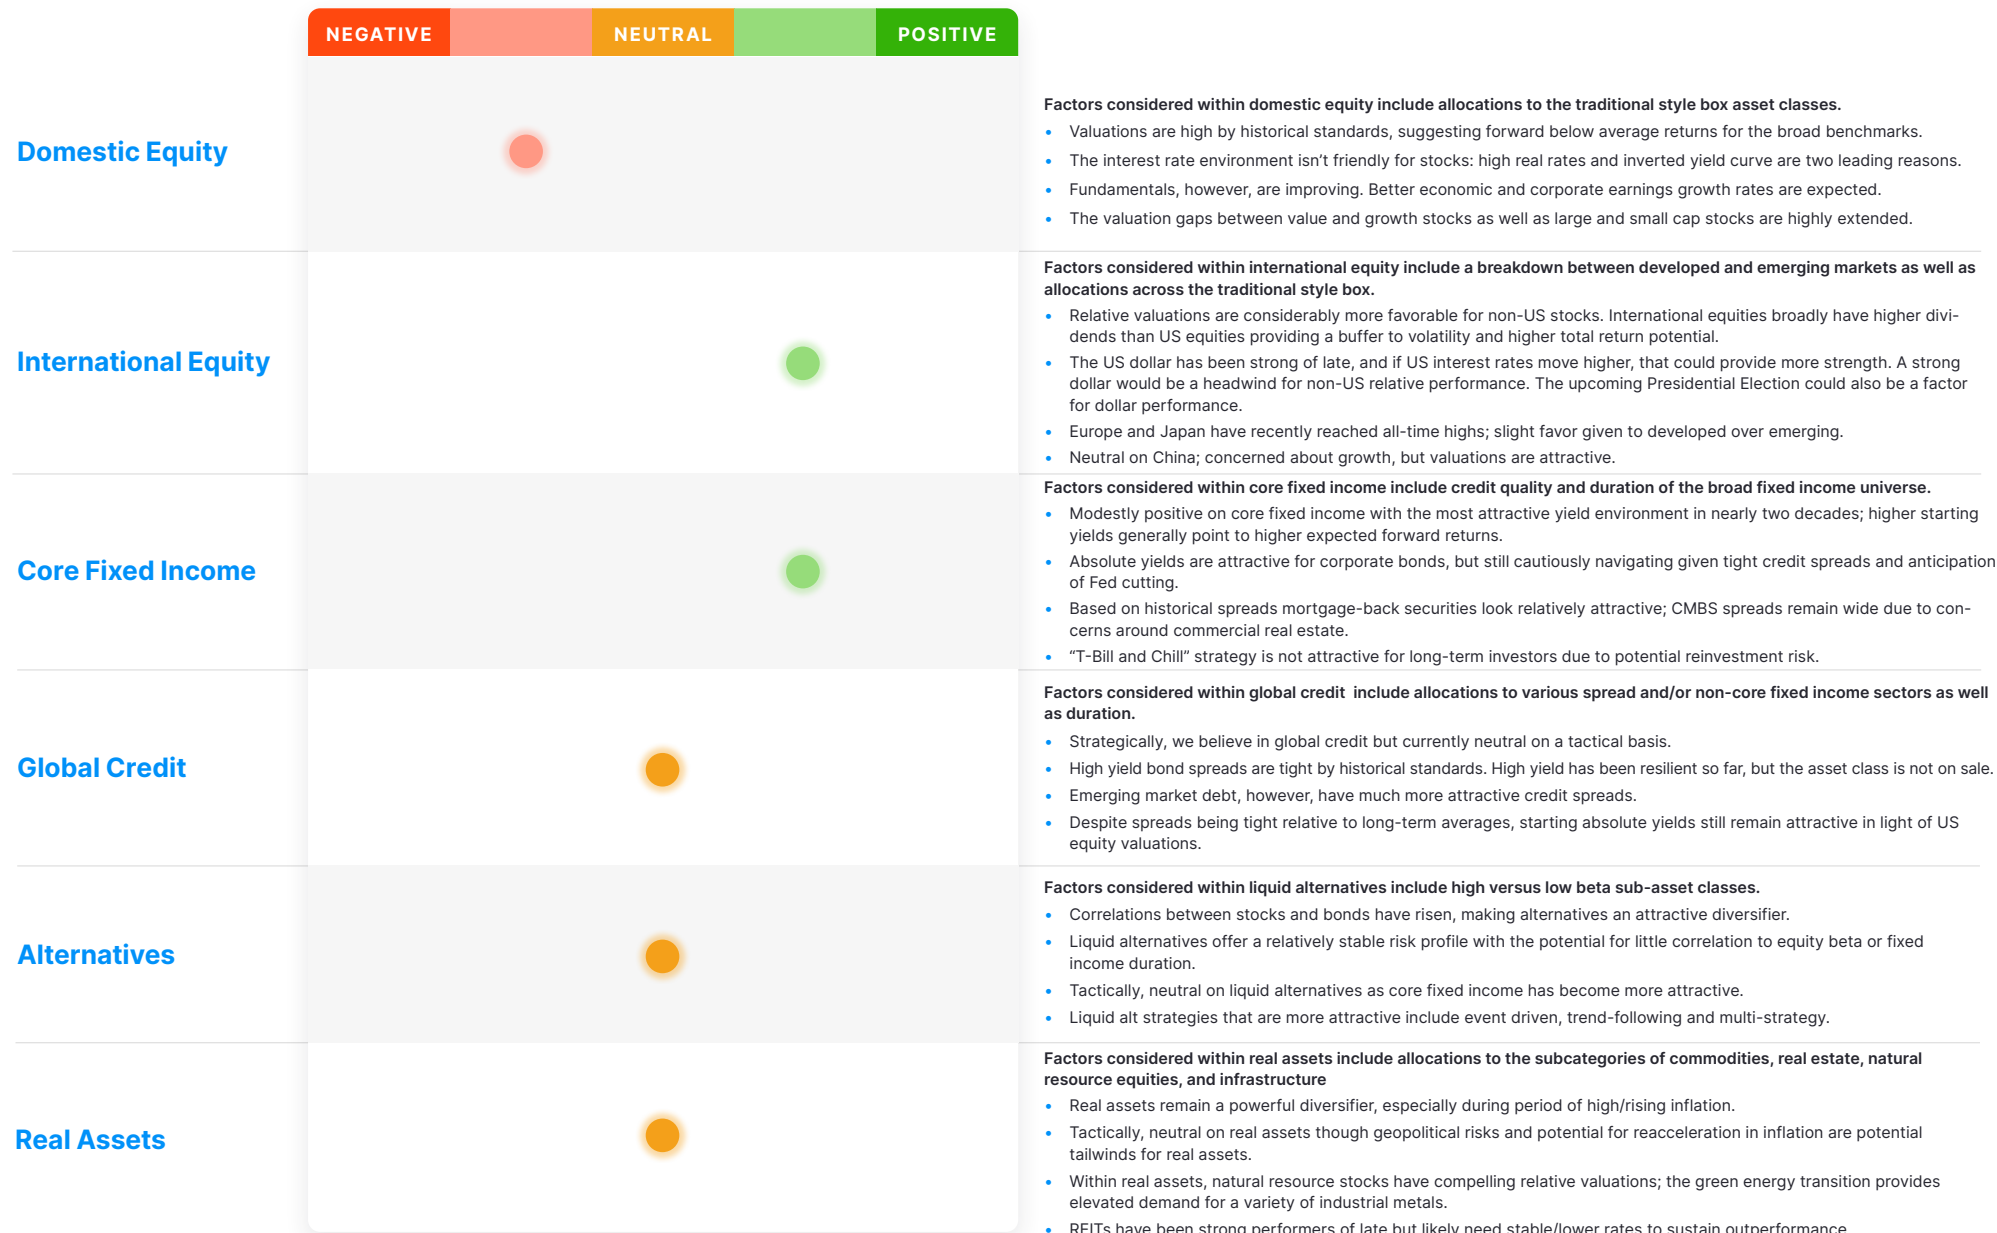 NEGATIVE NEUTRAL POSITIVE
Domestic Equity
Factors considered within domestic equity include allocations to the traditional style box asset classes.
• Valuations are high by historical standards, suggesting forward below average returns for the broad benchmarks.
• The interest rate environment isn’t friendly for stocks: high real rates and inverted yield curve are two leading reasons.
• Fundamentals, however, are improving. Better economic and corporate earnings growth rates are expected.
• The valuation gaps between value and growth stocks as well as large and small cap stocks are highly extended.
International Equity
Factors considered within international equity include a breakdown between developed and emerging markets as well as
allocations across the traditional style box.
• Relative valuations are considerably more favorable for non-US stocks. International equities broadly have higher divi-
dends than US equities providing a buffer to volatility and higher total return potential.
• The US dollar has been strong of late, and if US interest rates move higher, that could provide more strength. A strong
dollar would be a headwind for non-US relative performance. The upcoming Presidential Election could also be a factor
for dollar performance.
• Europe and Japan have recently reached all-time highs; slight favor given to developed over emerging.
• Neutral on China; concerned about growth, but valuations are attractive.
Core Fixed Income
Factors considered within core fixed income include credit quality and duration of the broad fixed income universe.
• Modestly positive on core fixed income with the most attractive yield environment in nearly two decades; higher starting
yields generally point to higher expected forward returns.
• Absolute yields are attractive for corporate bonds, but still cautiously navigating given tight credit spreads and anticipation
of Fed cutting.
• Based on historical spreads mortgage-back securities look relatively attractive; CMBS spreads remain wide due to con-
cerns around commercial real estate.
• “T-Bill and Chill” strategy is not attractive for long-term investors due to potential reinvestment risk.
Global Credit
Factors considered within global credit  include allocations to various spread and/or non-core fixed income sectors as well
as duration.
• Strategically, we believe in global credit but currently neutral on a tactical basis.
• High yield bond spreads are tight by historical standards. High yield has been resilient so far, but the asset class is not on sale.
• Emerging market debt, however, have much more attractive credit spreads.
• Despite spreads being tight relative to long-term averages, starting absolute yields still remain attractive in light of US
equity valuations.
Alternatives
Factors considered within liquid alternatives include high versus low beta sub-asset classes.
• Correlations between stocks and bonds have risen, making alternatives an attractive diversifier.
• Liquid alternatives offer a relatively stable risk profile with the potential for little correlation to equity beta or fixed
income duration.
• Tactically, neutral on liquid alternatives as core fixed income has become more attractive.
• Liquid alt strategies that are more attractive include event driven, trend-following and multi-strategy.
Real Assets
Factors considered within real assets include allocations to the subcategories of commodities, real estate, natural
resource equities, and infrastructure
• Real assets remain a powerful diversifier, especially during period of high/rising inflation.
• Tactically, neutral on real assets though geopolitical risks and potential for reacceleration in inflation are potential
tailwinds for real assets.
• Within real assets, natural resource stocks have compelling relative valuations; the green energy transition provides
elevated demand for a variety of industrial metals.
• REITs have been strong performers of late but likely need stable/lower rates to sustain outperformance